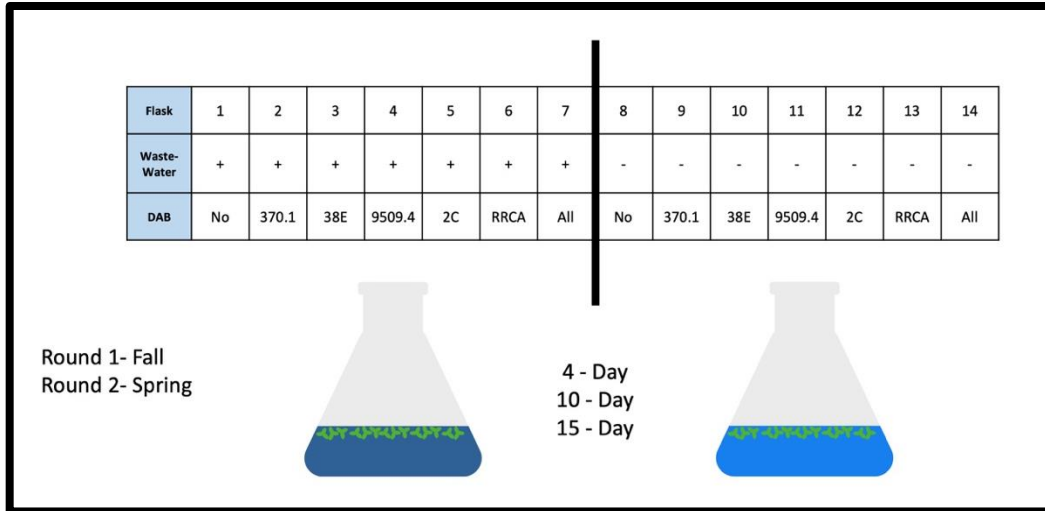 Flask 1 2 3 4 5 6 7 8 9 10 11 12 13 14
Waste-
Water + + + + + + + - - - - - - -
DAB No 370.1 38E 9509.4 2C RRCA All No 370.1 38E 9509.4 2C RRCA All
Round 1- Fall
Round 2- Spring
4 - Day
10 - Day
15 - Day